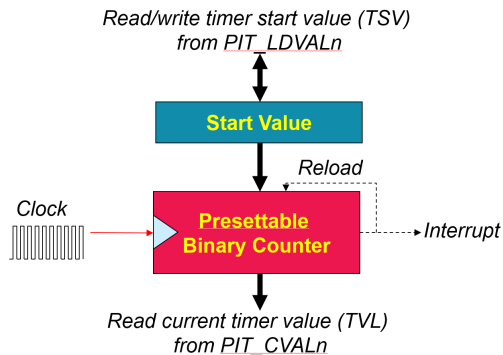 Read/write timer start value (TSV)
from PIT_LDVALn
Start Value
Reload
Clock
Presettable
Binary Counter
Interrupt
Read current timer value (TVL)
from PIT_CVALn